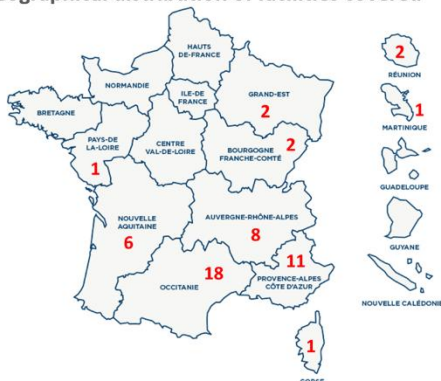 HAUTS
DE-FRANCE
NORMANDIE
ILE-DE
FRANCE
GRAND-EST
2
BRETAGNE
PAYS-DE
LA-LOIRE
1
CENTRE
VAL-DE-LOIRE
2
BOURGOGNE
FRANCHE-COMTÉ
NOUVELLE
AQUITAINE
6
AUVERGNE-RHÔNE-ALPES
8
11
PROVENCE-ALPES
CÔTE D'AZUR
18
OCCITANIE
1
2
RÉUNION
1
MARTINIQUE
GUADELOUPE
GUYANE
NOUVELLE CALÉDONIE